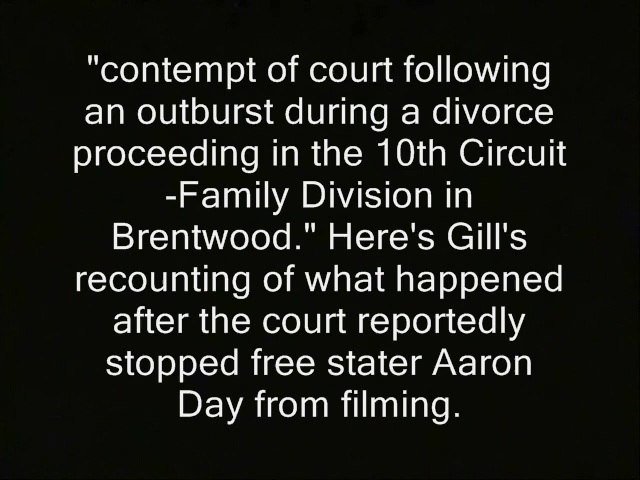 "contempt of court following
an outburst during a divorce
proceeding in the 10th Circuit
-Family Division in
Brentwood." Here's Gill's
recounting of what happened
after the court reportedly
stopped free stater Aaron
Day from filming.